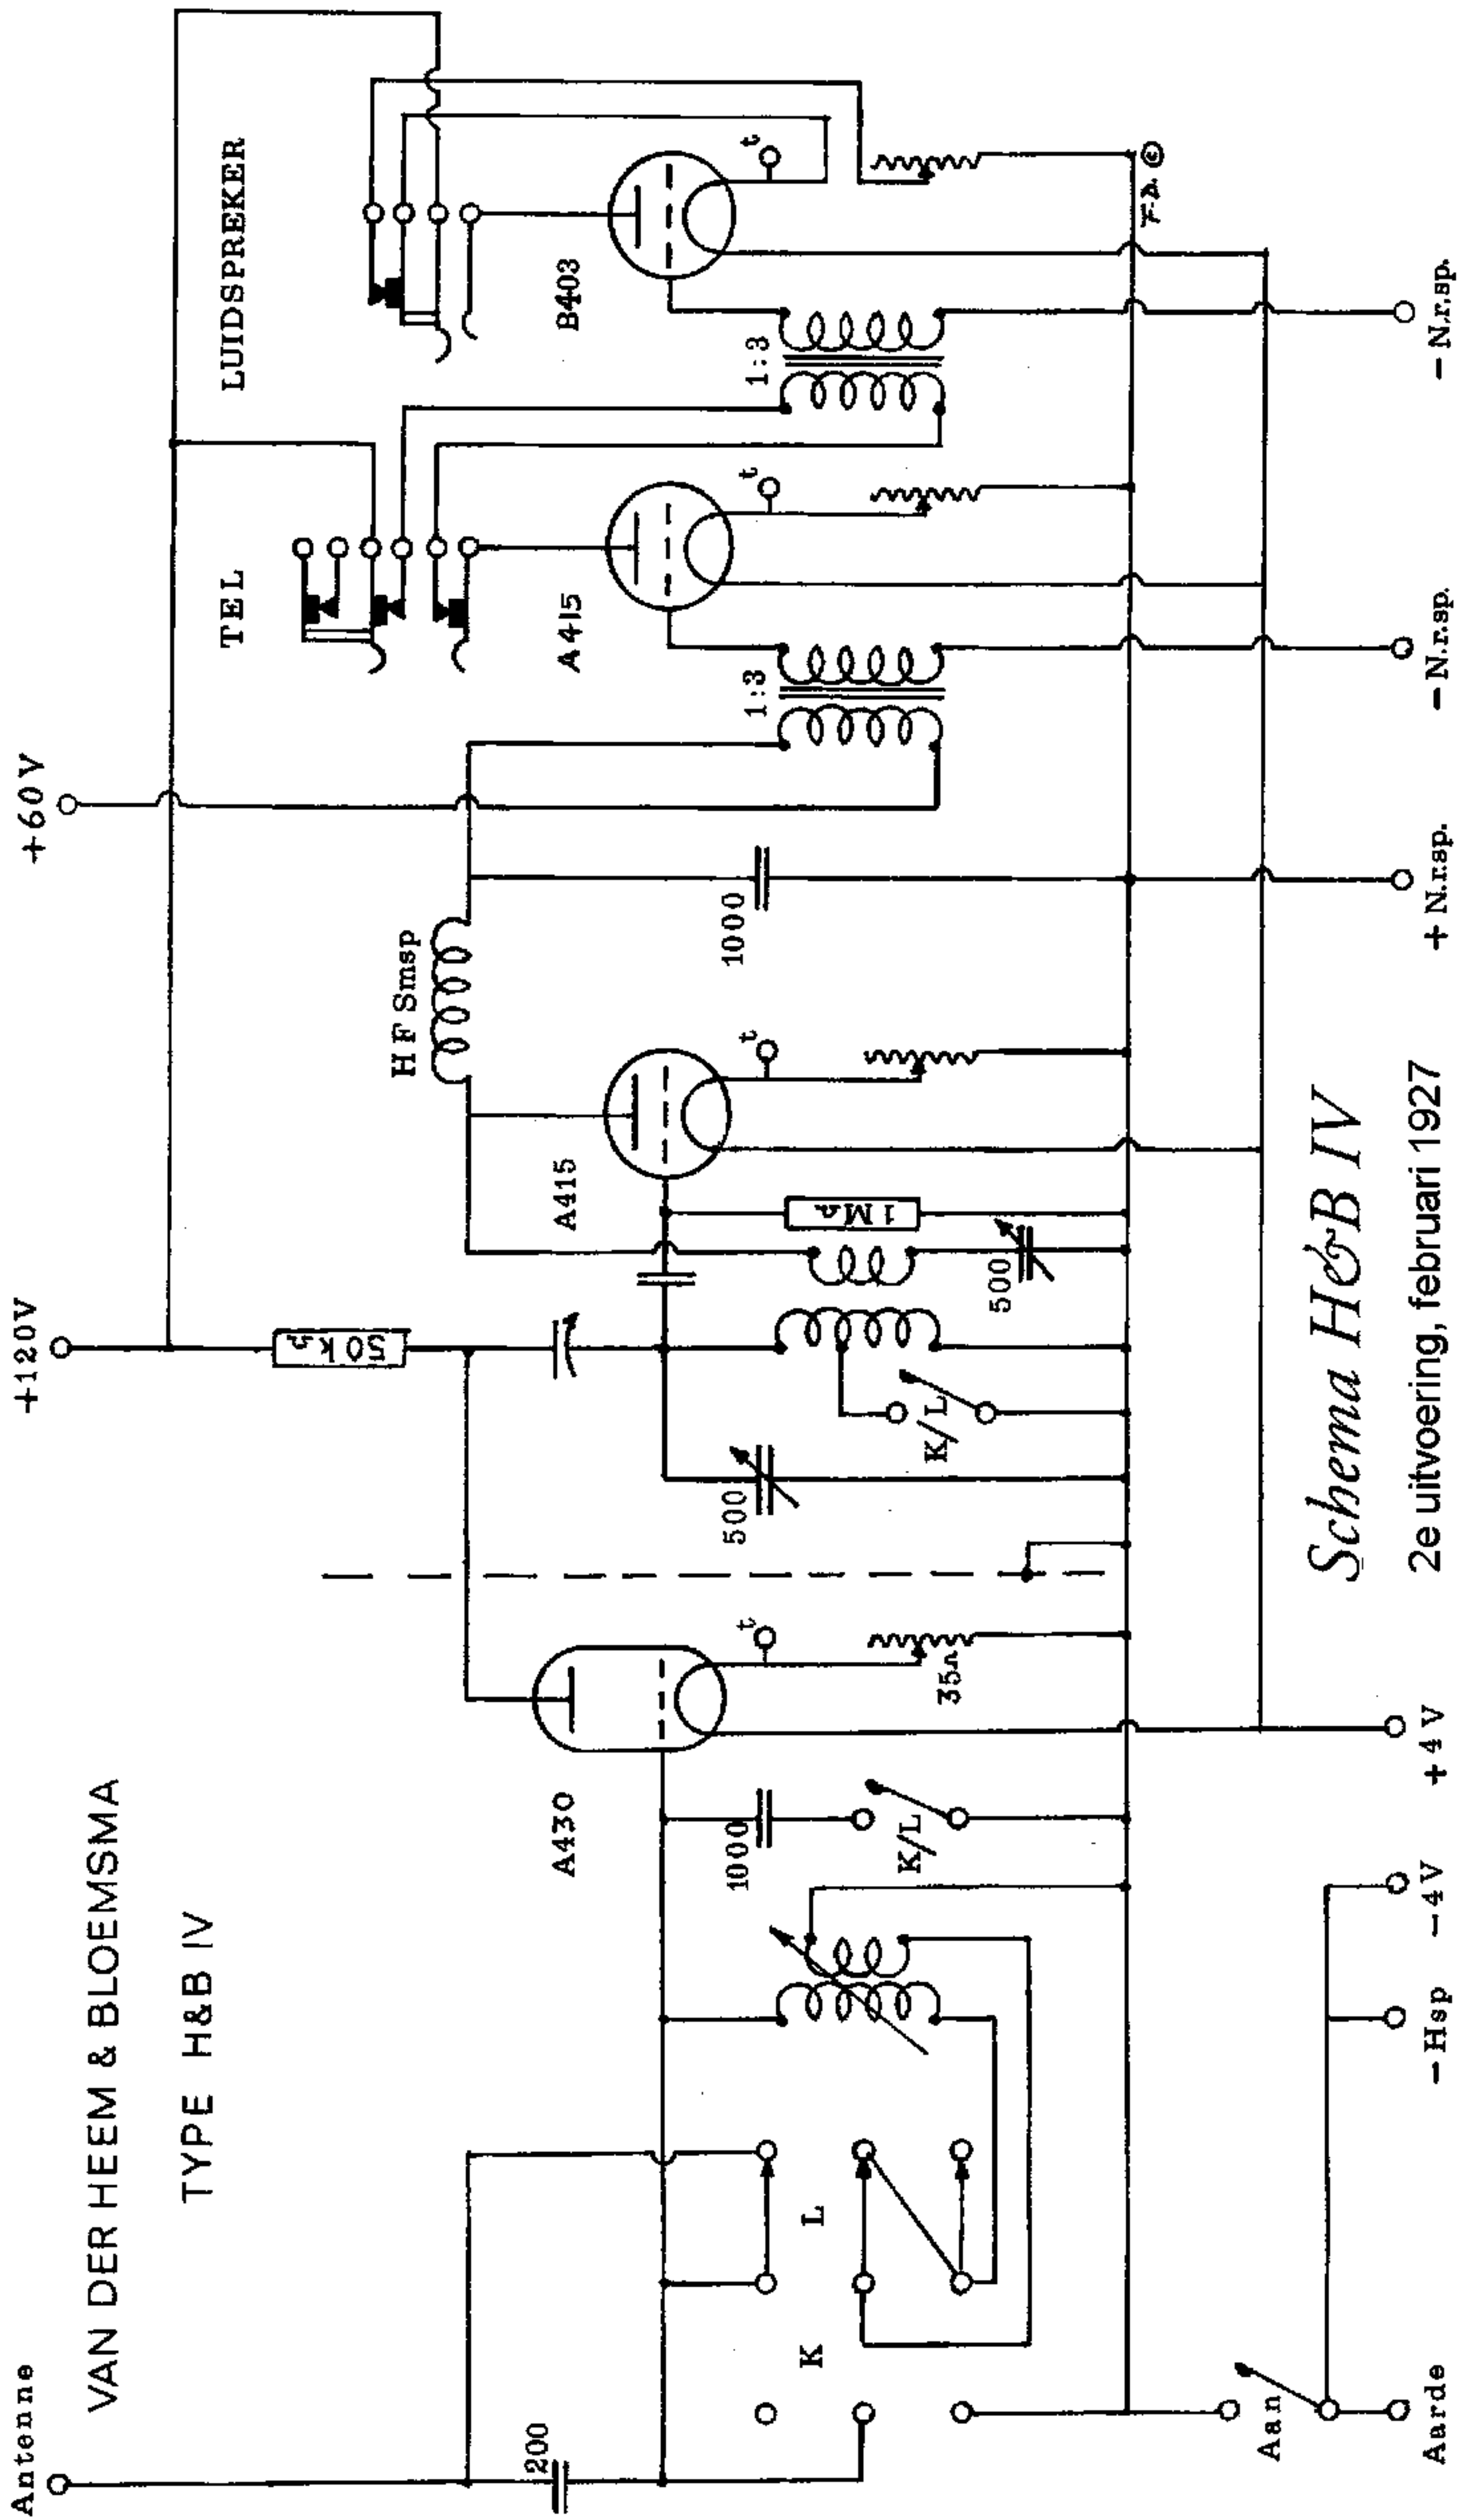 Antenne
VAN DER HEEM & BLOEMSMA
TYPE H&B IV
+120V
+60V
LUIDSPREKER
TEL
HF Smsp
50 kΩ
200
A430
A415
A415
B403
1000
500
1000
1:3
1:3
t
t
t
t
K
L
K/L
35Ω
K/L
500
1 MΩ
F.D. ©
Aan
Schema H&B IV
2e uitvoering, februari 1927
Aarde
-Hsp
-4V
+4V
+N.r.sp.
-N.r.sp.
-N.r.sp.